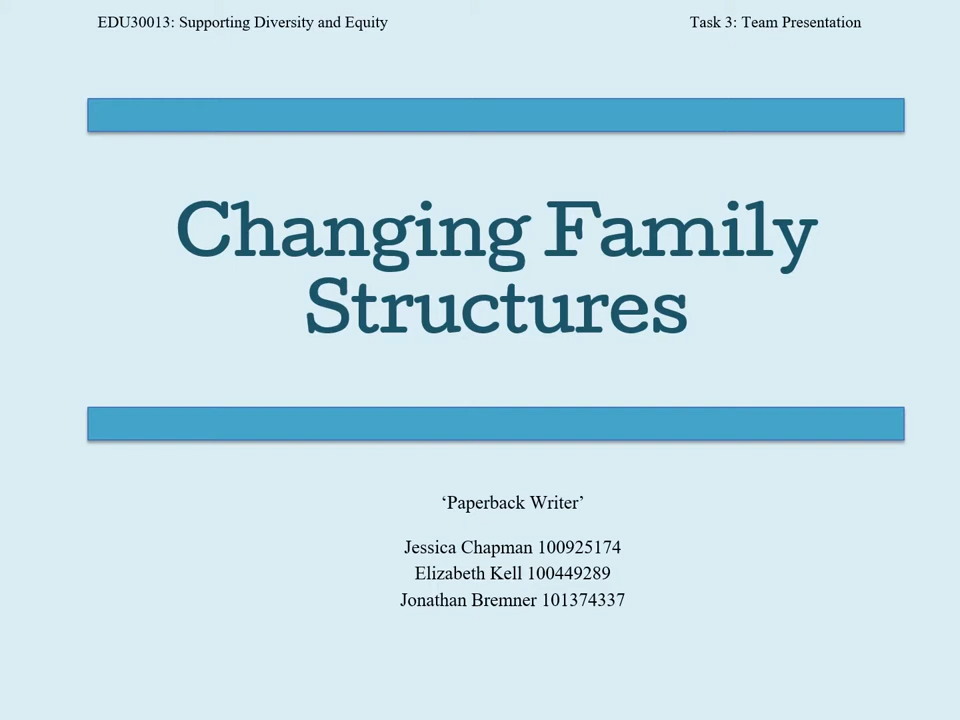 EDU30013: Supporting Diversity and Equity
Task 3: Team Presentation
Changing Family
Structures
‘Paperback Writer’
Jessica Chapman 100925174
Elizabeth Kell 100449289
Jonathan Bremner 101374337